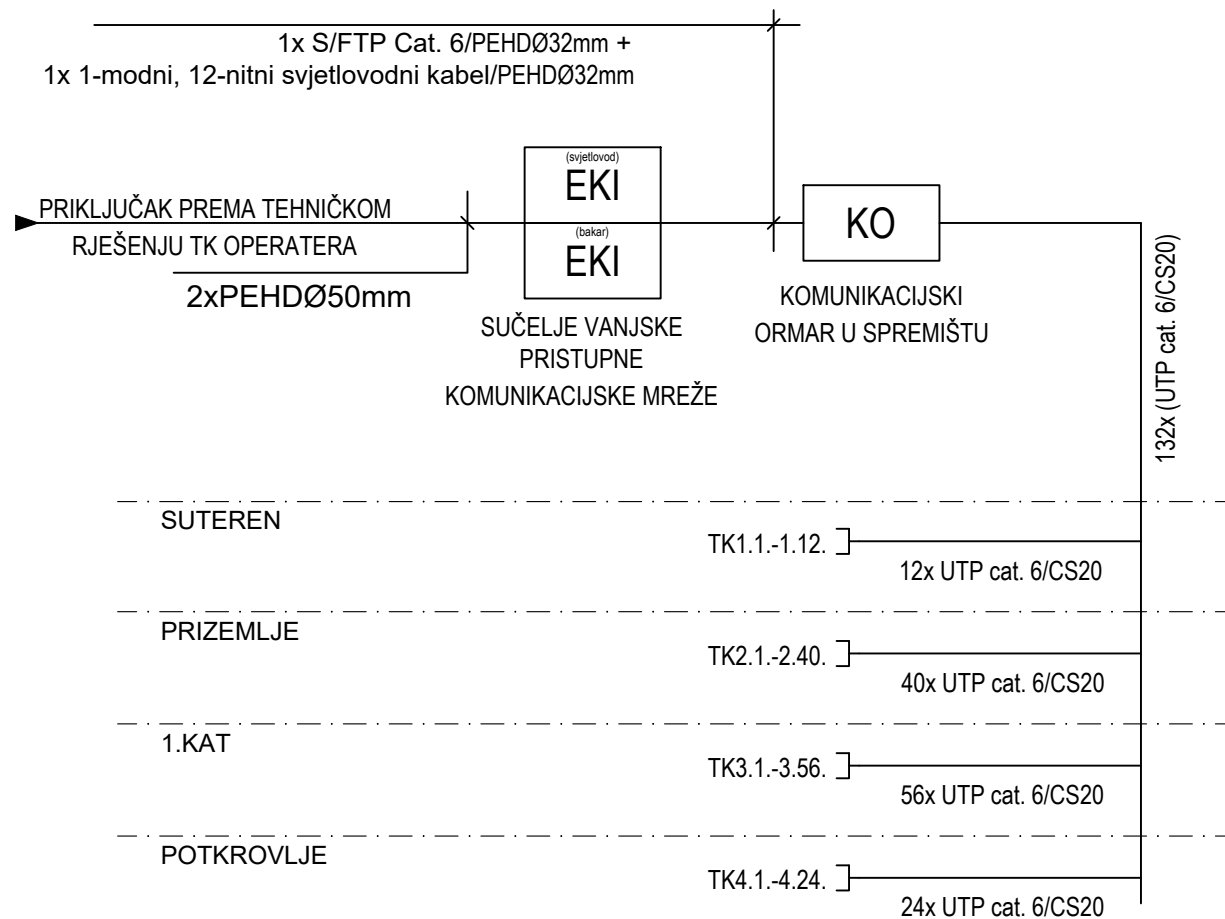 1x S/FTP Cat. 6/PEHDØ32mm +
1x 1-modni, 12-nitni svjetlovodni kabel/PEHDØ32mm
(svjetlovod)
EKI
(bakar)
EKI
KO
PRIKLJUČAK PREMA TEHNIČKOM
RJEŠENJU TK OPERATERA
2xPEHDØ50mm
SUČELJE VANJSKE
PRISTUPNE
KOMUNIKACIJSKE MREŽE
KOMUNIKACIJSKI
ORMAR U SPREMIŠTU
132x (UTP cat. 6/CS20)
SUTEREN
TK1.1.-1.12.
12x UTP cat. 6/CS20
PRIZEMLJE
TK2.1.-2.40.
40x UTP cat. 6/CS20
1.KAT
TK3.1.-3.56.
56x UTP cat. 6/CS20
POTKROVLJE
TK4.1.-4.24.
24x UTP cat. 6/CS20